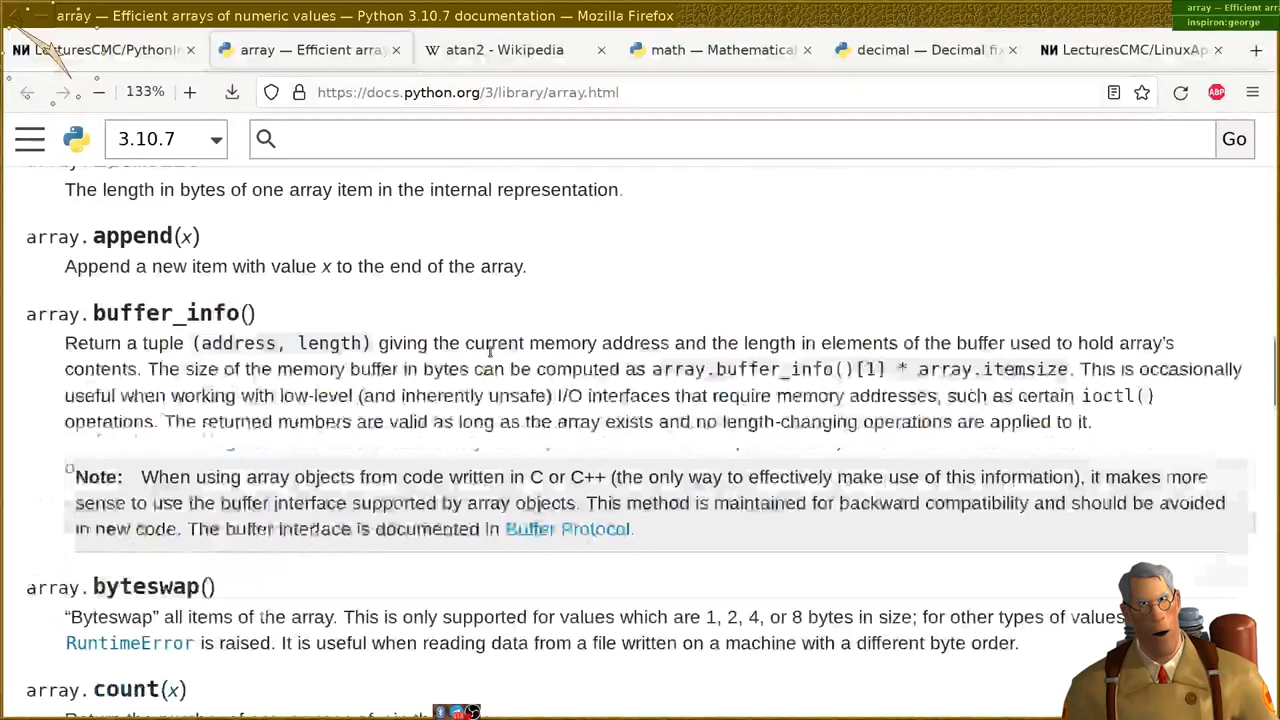 array — Efficient arrays of numeric values — Python 3.10.7 documentation — Mozilla Firefox
array — Efficient arr
inspiron:george
LecturesCMC/PythonIn
array — Efficient array
W atan2 - Wikipedia
math — Mathematical
decimal — Decimal fix
LecturesCMC/LinuxAp
133%
https://docs.python.org/3/library/array.html
ABP
3.10.7
Go
The length in bytes of one array item in the internal representation.
array.append(x)
Append a new item with value x to the end of the array.
array.buffer_info()
Return a tuple (address, length) giving the current memory address and the length in elements of the buffer used to hold array’s
contents. The size of the memory buffer in bytes can be computed as array.buffer_info()[1] * array.itemsize. This is occasionally
useful when working with low-level (and inherently unsafe) I/O interfaces that require memory addresses, such as certain ioctl()
operations. The returned numbers are valid as long as the array exists and no length-changing operations are applied to it.
Note: When using array objects from code written in C or C++ (the only way to effectively make use of this information), it makes more
sense to use the buffer interface supported by array objects. This method is maintained for backward compatibility and should be avoided
in new code. The buffer interface is documented in Buffer Protocol.
array.byteswap()
“Byteswap” all items of the array. This is only supported for values which are 1, 2, 4, or 8 bytes in size; for other types of values
RuntimeError is raised. It is useful when reading data from a file written on a machine with a different byte order.
array.count(x)